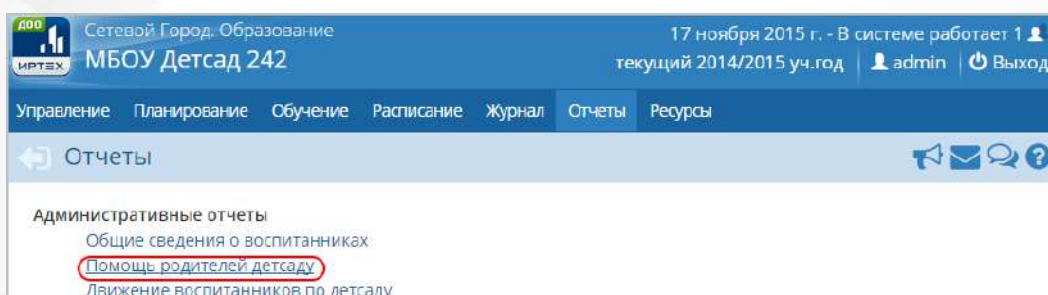 ДОО
Сетевой Город. Образование
17 ноября 2015 г. - В системе работает 1
ИРТЕХ
МБОУ Детсад 242
текущий 2014/2015 уч.год
admin
Выход
Управление Планирование Обучение Расписание Журнал Отчеты Ресурсы
Отчеты
Административные отчеты
Общие сведения о воспитанниках
Помощь родителей детсаду
Движение воспитанников по детсаду